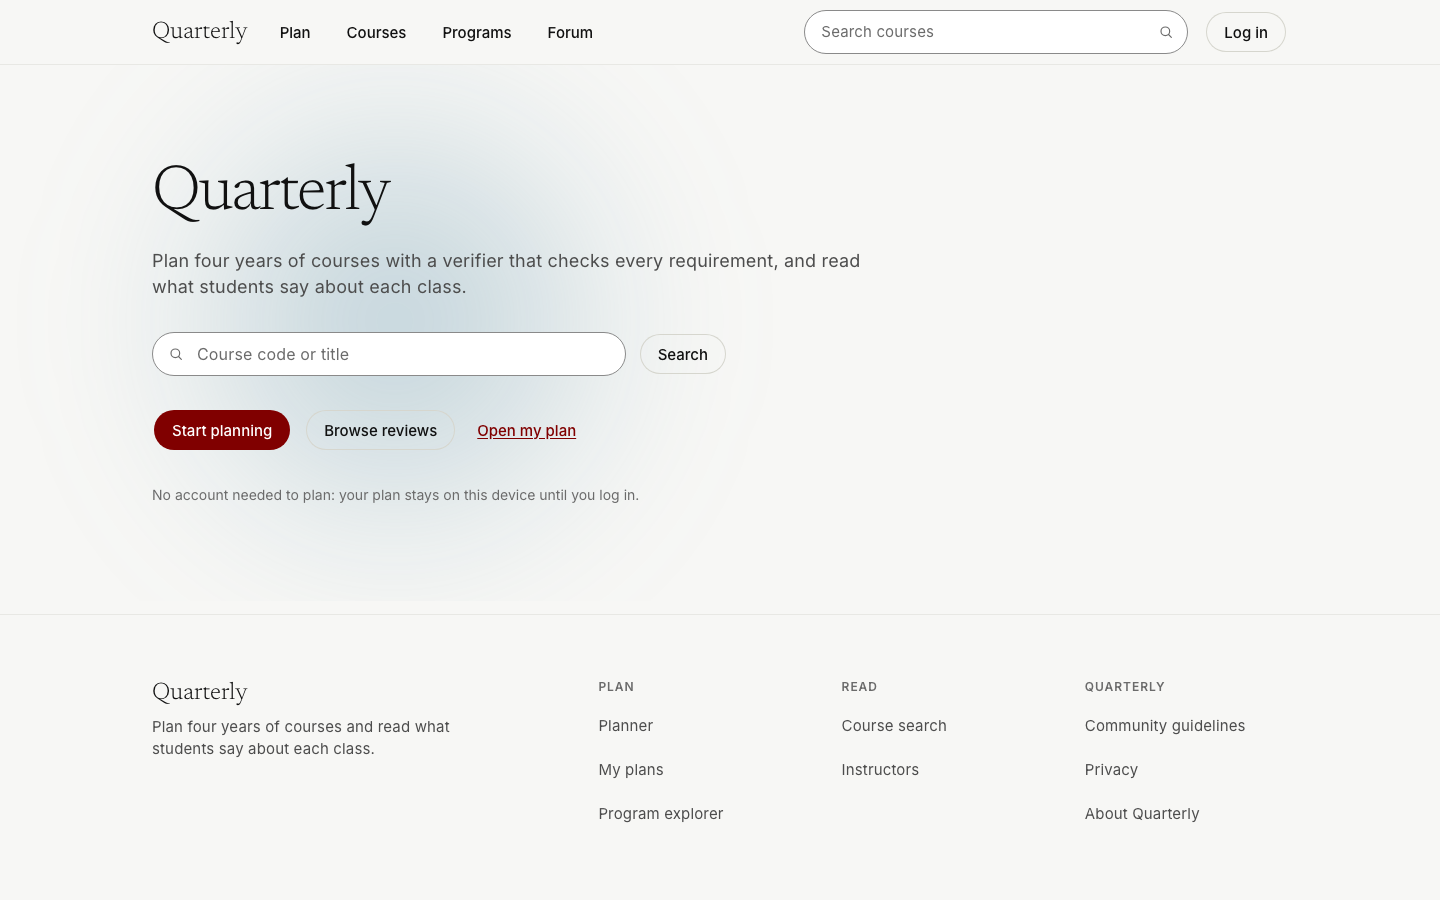 Quarterly
Plan
Courses
Programs
Forum
Search courses
Log in
Quarterly
Plan four years of courses with a verifier that checks every requirement, and read
what students say about each class.
Course code or title
Search
Start planning
Browse reviews
Open my plan
No account needed to plan: your plan stays on this device until you log in.
Quarterly
Plan four years of courses and read what
students say about each class.
PLAN
Planner
My plans
Program explorer
READ
Course search
Instructors
QUARTERLY
Community guidelines
Privacy
About Quarterly